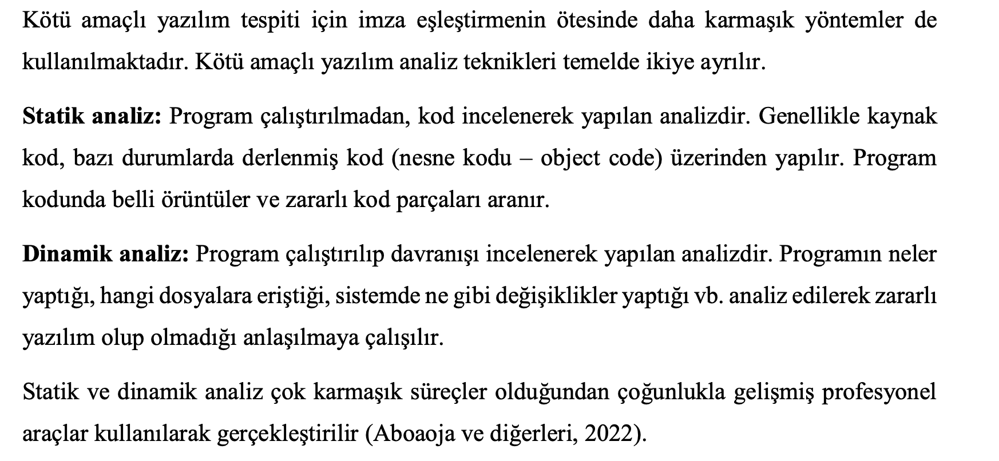 Kötü amaçlı yazılım tespiti için imza eşleştirmenin ötesinde daha karmaşık yöntemler de
kullanılmaktadır. Kötü amaçlı yazılım analiz teknikleri temelde ikiye ayrılır.
Statik analiz: Program çalıştırılmadan, kod incelenerek yapılan analizdir. Genellikle kaynak
kod, bazı durumlarda derlenmiş kod (nesne kodu – object code) üzerinden yapılır. Program
kodunda belli örüntüler ve zararlı kod parçaları aranır.
Dinamik analiz: Program çalıştırılıp davranışı incelenerek yapılan analizdir. Programın neler
yaptığı, hangi dosyalara eriştiği, sistemde ne gibi değişiklikler yaptığı vb. analiz edilerek zararlı
yazılım olup olmadığı anlaşılmaya çalışılır.
Statik ve dinamik analiz çok karmaşık süreçler olduğundan çoğunlukla gelişmiş profesyonel
araçlar kullanılarak gerçekleştirilir (Aboaoja ve diğerleri, 2022).